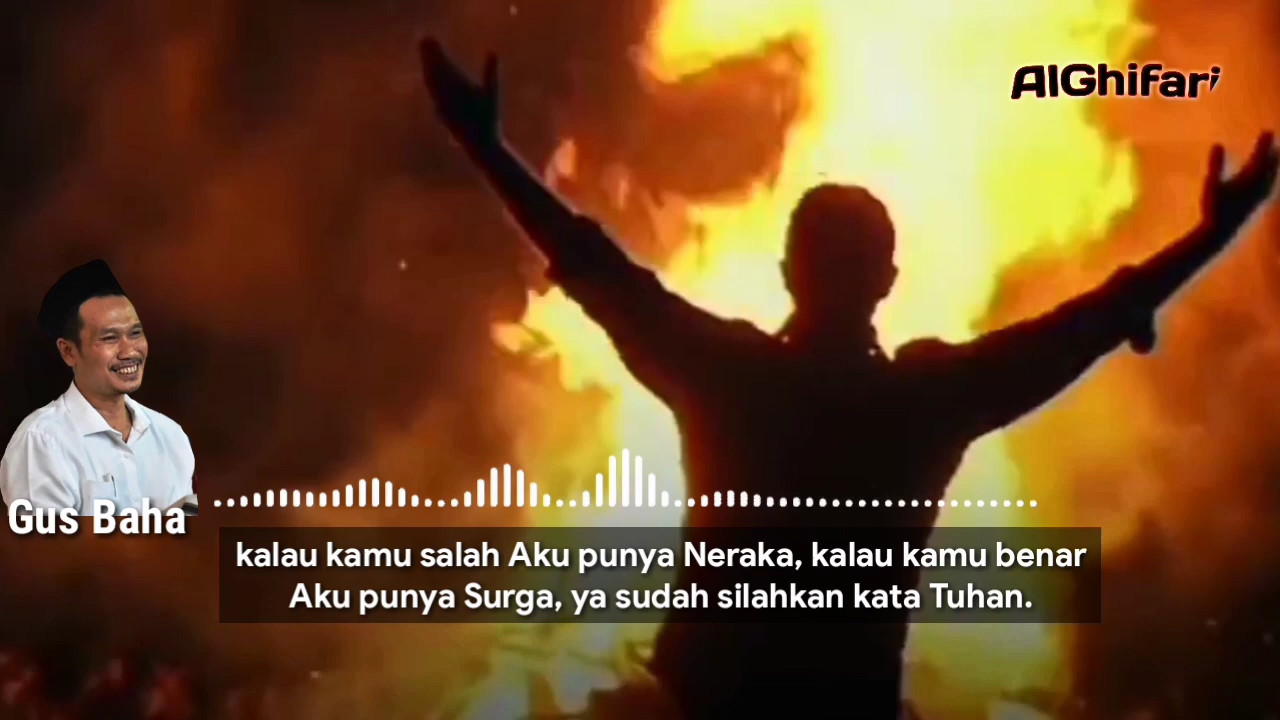 AlGhifari
Gus Baha
kalau kamu salah Aku punya Neraka, kalau kamu benar
Aku punya Surga, ya sudah silahkan kata Tuhan.